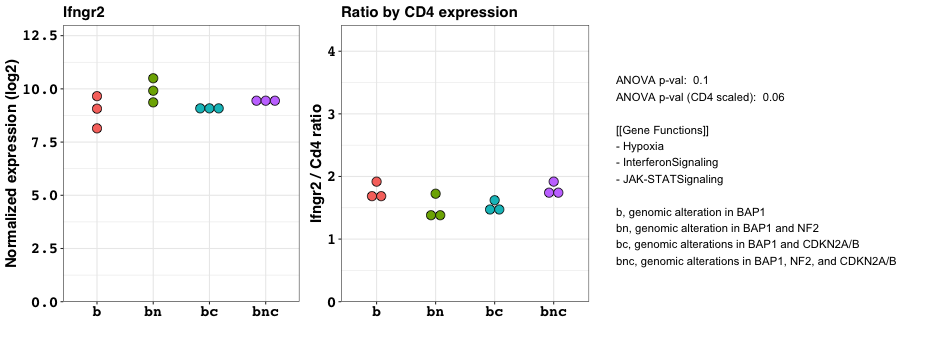 Ifngr2
Normalized expression (log2)
12.5
10.0
7.5
5.0
2.5
0.0
b
bn
bc
bnc
Ratio by CD4 expression
Ifngr2 / Cd4 ratio
4
3
2
1
0
b
bn
bc
bnc
ANOVA p-val:  0.1
ANOVA p-val (CD4 scaled):  0.06
[[Gene Functions]]
- Hypoxia
- InterferonSignaling
- JAK-STATSignaling
b, genomic alteration in BAP1
bn, genomic alteration in BAP1 and NF2
bc, genomic alterations in BAP1 and CDKN2A/B
bnc, genomic alterations in BAP1, NF2, and CDKN2A/B